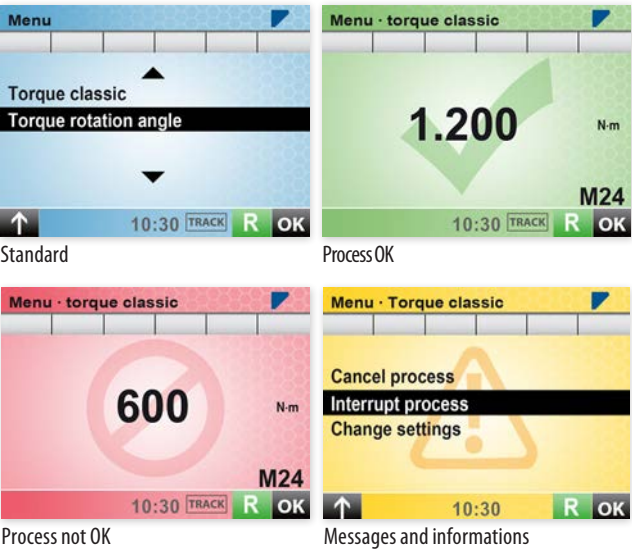 Menu
Torque classic
Torque rotation angle
10:30 TRACK R OK
Standard
Menu · torque classic
1.200 N·m
M24
10:30 TRACK R OK
Process OK
Menu · torque classic
600 N·m
M24
10:30 TRACK R OK
Process not OK
Menu · Torque classic
Cancel process
Interrupt process
Change settings
10:30 R OK
Messages and informations